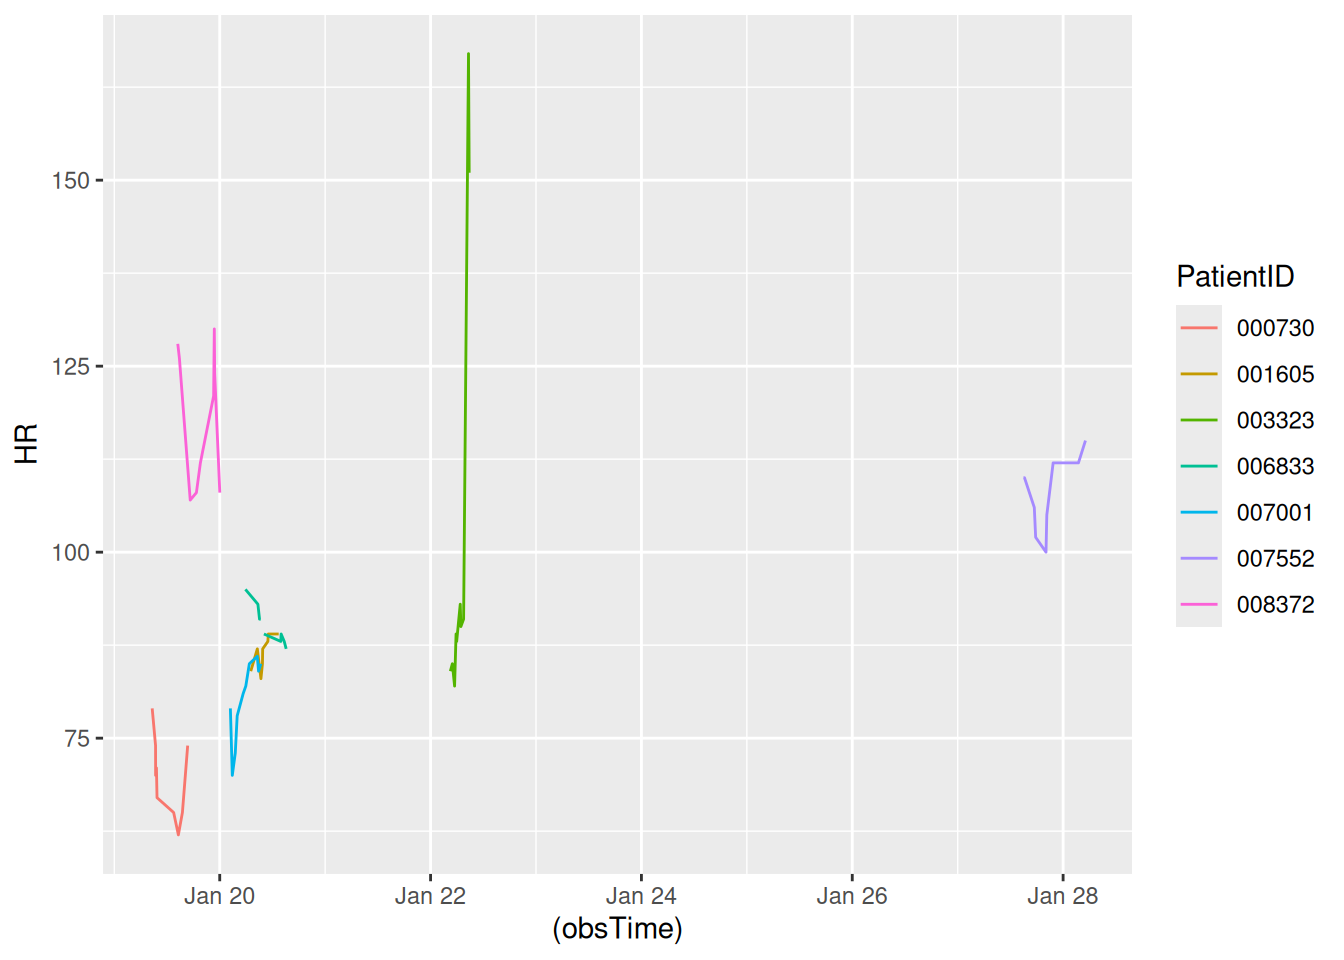 HR
150
125
100
75
Jan 20
Jan 22
Jan 24
Jan 26
Jan 28
(obsTime)
PatientID
000730
001605
003323
006833
007001
007552
008372